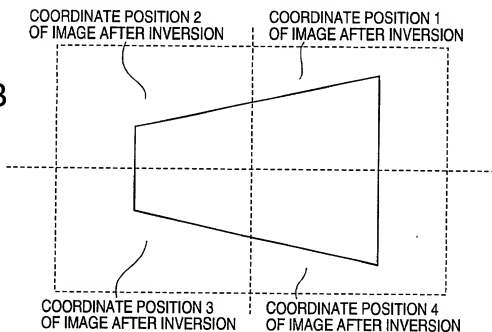 COORDINATE POSITION 2
OF IMAGE AFTER INVERSION
COORDINATE POSITION 1
OF IMAGE AFTER INVERSION
COORDINATE POSITION 3
OF IMAGE AFTER INVERSION
COORDINATE POSITION 4
OF IMAGE AFTER INVERSION